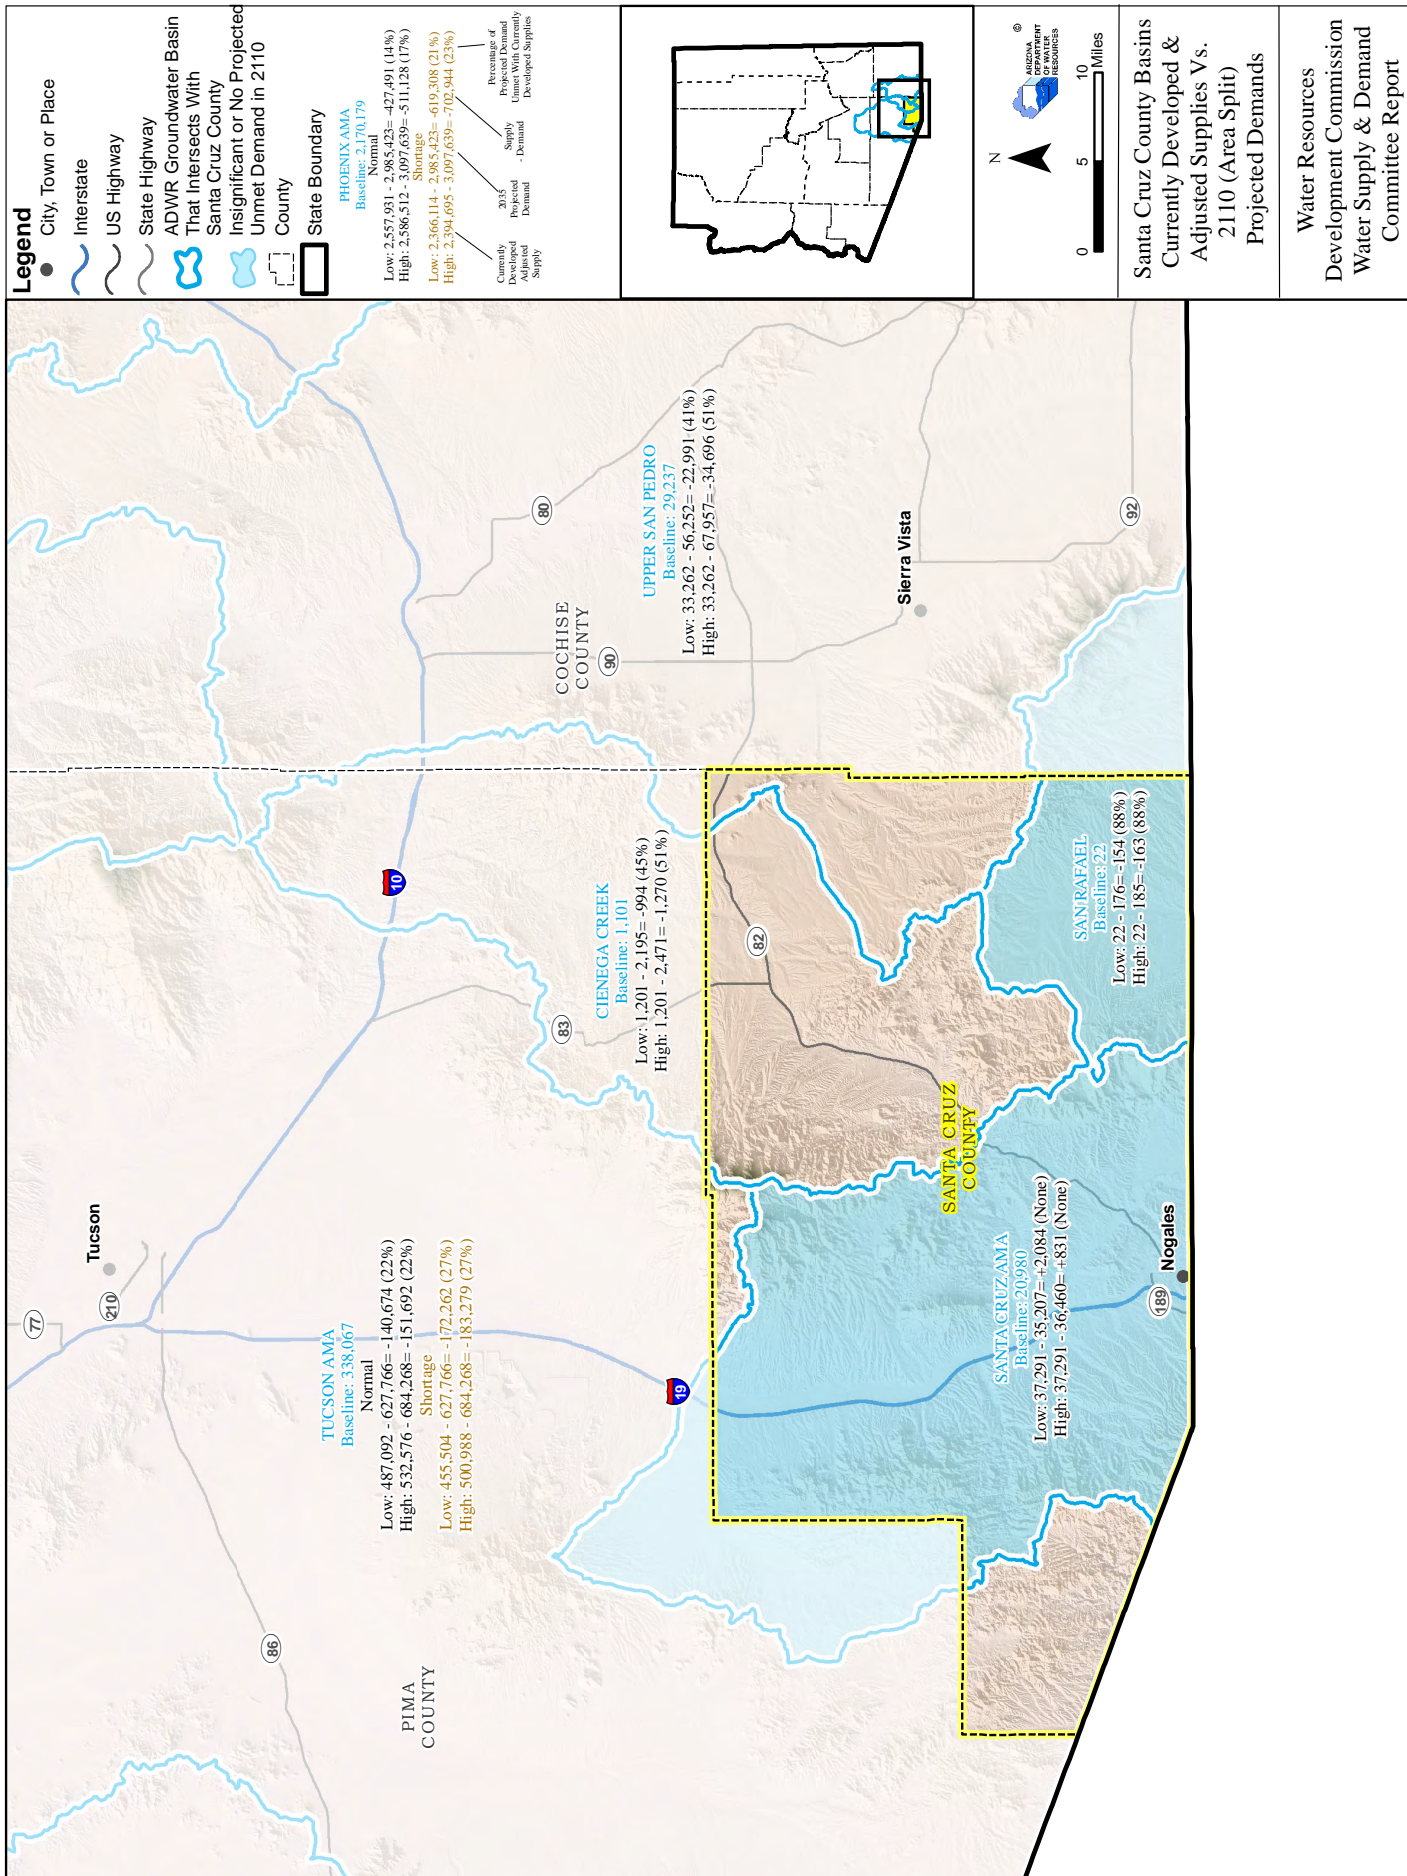 Legend
City, Town or Place
Interstate
US Highway
State Highway
ADWR Groundwater Basin
That Intersects With
Santa Cruz County
Insignificant or No Projected
Unmet Demand in 2110
County
State Boundary
PHOENIX AMA
Baseline: 2,170,179
Normal
Low: 2,557,931 - 2,985,423= -427,491 (14%)
High: 2,586,512 - 3,097,639= -511,128 (17%)
Shortage
Low: 2,366,114 - 2,985,423= -619,308 (21%)
High: 2,394,695 - 3,097,639= -702,944 (23%)
Currently
Developed
Adjusted
Supply
2035
Projected
Demand
Supply
- Demand
Percentage of
Projected Demand
Unmet With Currently
Developed Supplies
N
ARIZONA
DEPARTMENT
OF WATER
RESOURCES
©
0
5
10
Miles
Santa Cruz County Basins
Currently Developed &
Adjusted Supplies Vs.
2110 (Area Split)
Projected Demands
Water Resources
Development Commission
Water Supply & Demand
Committee Report
77
210
Tucson
86
10
PIMA
COUNTY
TUCSON AMA
Baseline: 338,067
Normal
Low: 487,092 - 627,766= -140,674 (22%)
High: 532,576 - 684,268= -151,692 (22%)
Shortage
Low: 455,504 - 627,766= -172,262 (27%)
High: 500,988 - 684,268= -183,279 (27%)
19
83
80
COCHISE
COUNTY
90
CIENEGA CREEK
Baseline: 1,101
Low: 1,201 - 2,195= -994 (45%)
High: 1,201 - 2,471= -1,270 (51%)
UPPER SAN PEDRO
Baseline: 29,237
Low: 33,262 - 56,252= -22,991 (41%)
High: 33,262 - 67,957= -34,696 (51%)
82
Sierra Vista
92
SANTA CRUZ
COUNTY
SANTA CRUZ AMA
Baseline: 20,980
Low: 37,291 - 35,207= +2,084 (None)
High: 37,291 - 36,460= +831 (None)
SAN RAFAEL
Baseline: 22
Low: 22 - 176= -154 (88%)
High: 22 - 185= -163 (88%)
189
Nogales